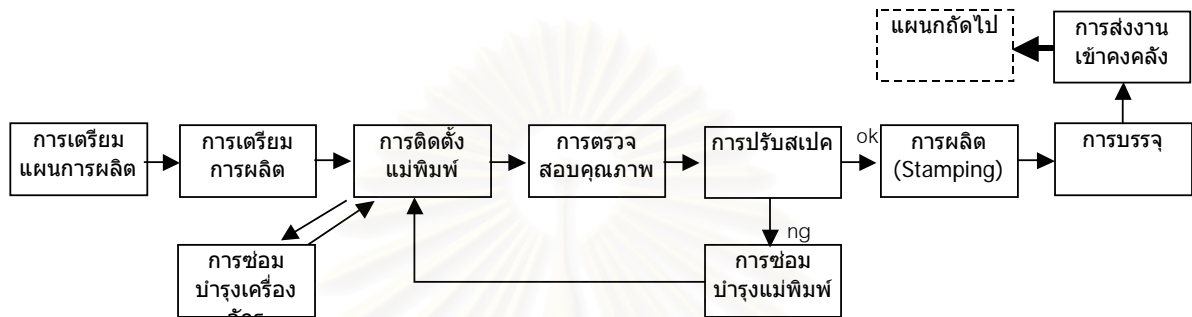 แผนกถัดไป
การส่งงาน
เข้าคงคลัง
การเตรียม
แผนการผลิต
การเตรียม
การผลิต
การติดตั้ง
แม่พิมพ์
การตรวจ
สอบคุณภาพ
การปรับสเปค
ok
การผลิต
(Stamping)
การบรรจุ
ng
การซ่อม
บำรุงเครื่อง
การซ่อม
บำรุงแม่พิมพ์